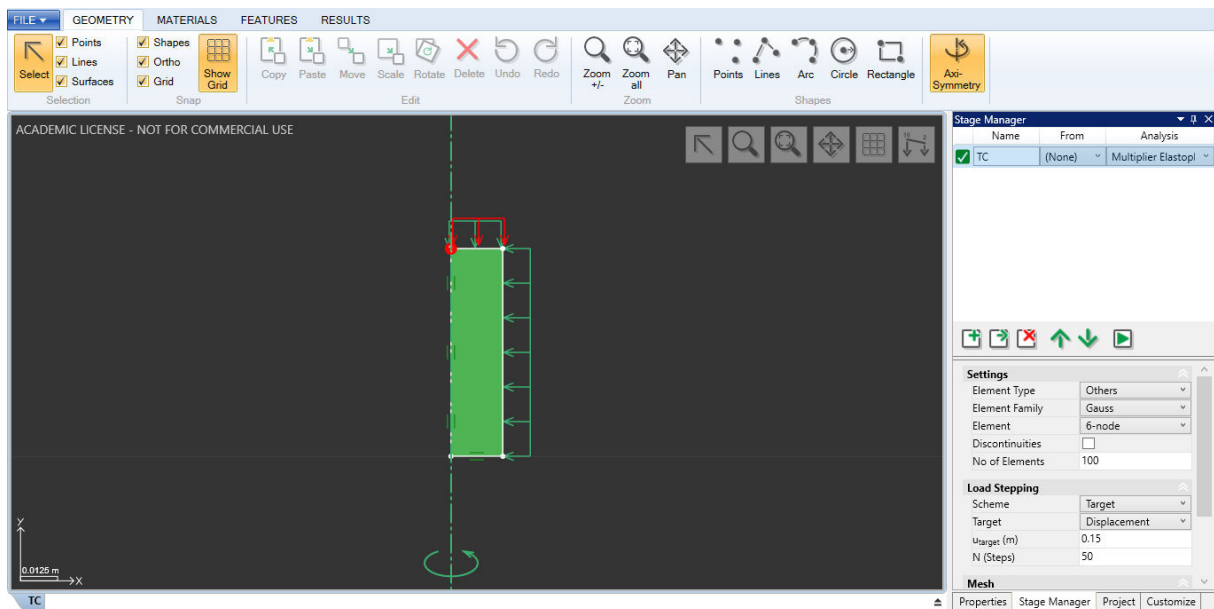 FILE GEOMETRY MATERIALS FEATURES RESULTS
Select
Points
Lines
Surfaces
Selection
Shapes
Ortho
Grid
Show Grid
Snap
Copy Paste Move Scale Rotate Delete Undo Redo
Edit
Zoom +/-
Zoom all
Pan
Zoom
Points Lines Arc Circle Rectangle
Shapes
Axi-Symmetry
ACADEMIC LICENSE - NOT FOR COMMERCIAL USE
Y
0.0125 m
X
TC
Stage Manager
Name From Analysis
TC (None) Multiplier Elastopl
Settings
Element Type Others
Element Family Gauss
Element 6-node
Discontinuities
No of Elements 100
Load Stepping
Scheme Target
Target Displacement
utarget (m) 0.15
N (Steps) 50
Mesh
Properties Stage Manager Project Customize